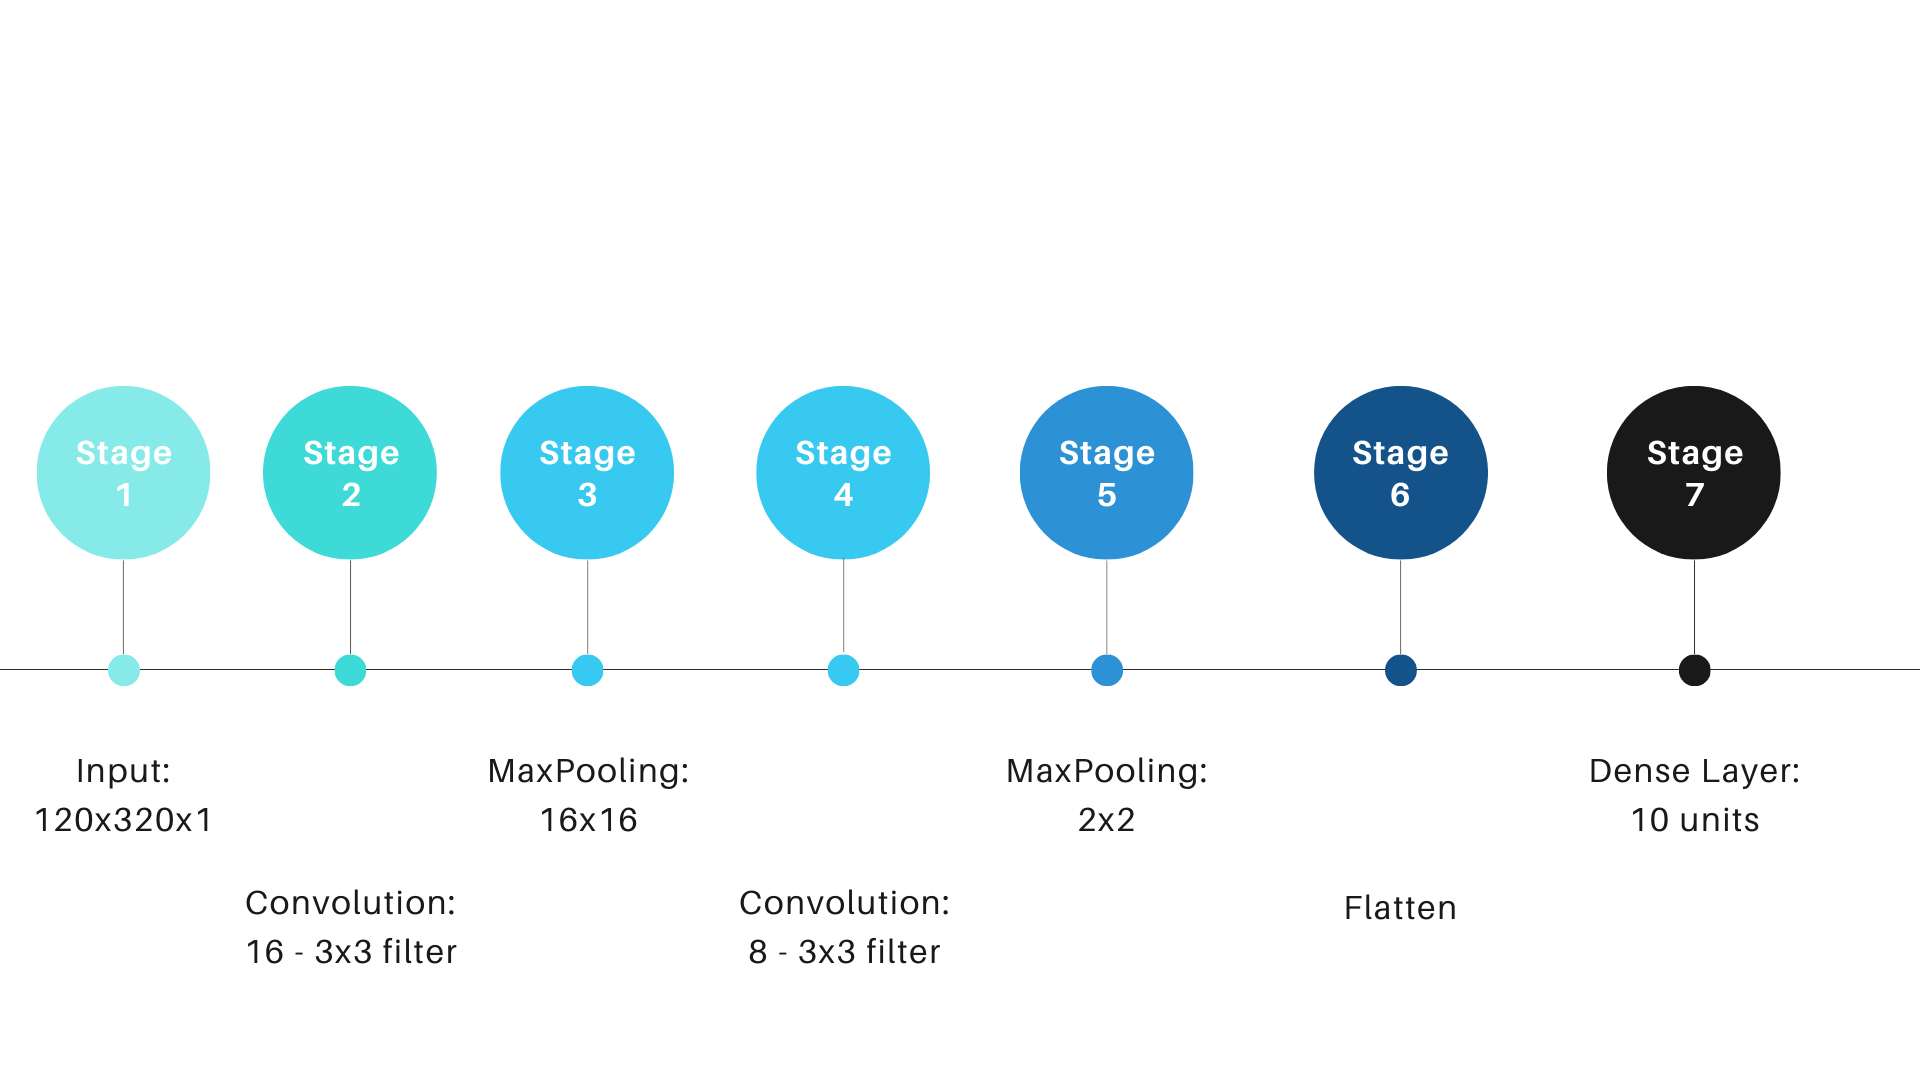 Stage
1
Stage
2
Stage
3
Stage
4
Stage
5
Stage
6
Stage
7
Input:
120x320x1
Convolution:
16 - 3x3 filter
MaxPooling:
16x16
Convolution:
8 - 3x3 filter
MaxPooling:
2x2
Flatten
Dense Layer:
10 units